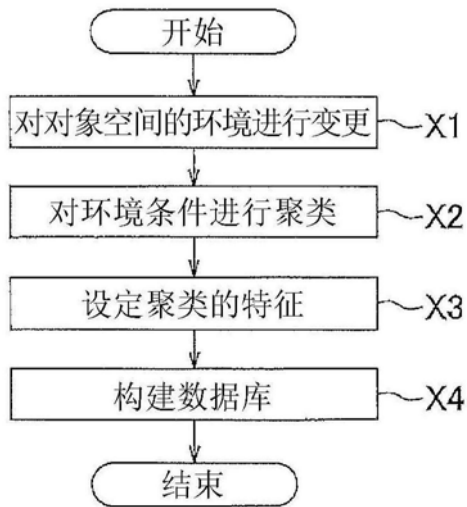 开始
对对象空间的环境进行变更 X1
对环境条件进行聚类 X2
设定聚类的特征 X3
构建数据库 X4
结束